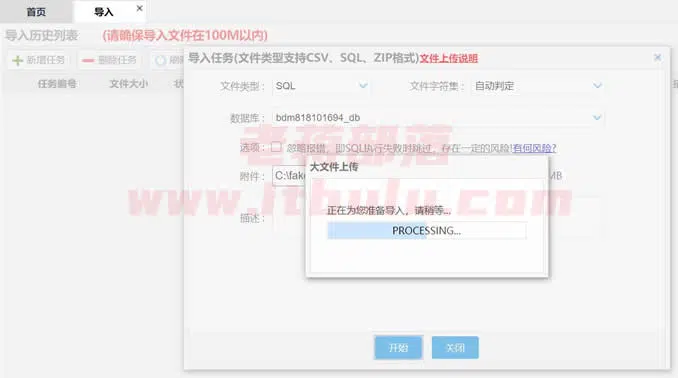 首页
导入
导入历史列表 (请确保导入文件在100M以内)
新增任务 删除任务
任务编号 文件大小
导入任务(文件类型支持CSV、SQL、ZIP格式)文件上传说明
文件类型: SQL 文件字符集: 自动判定
数据库: bdm818101694_db
选项: 忽略报错，即SQL执行失败时跳过，存在一定的风险!有何风险?
附件: C:\fak MB
大文件上传
正在为您准备导入，请稍等...
PROCESSING...
描述:
老蒋部落
www.itbulu.com
开始 关闭